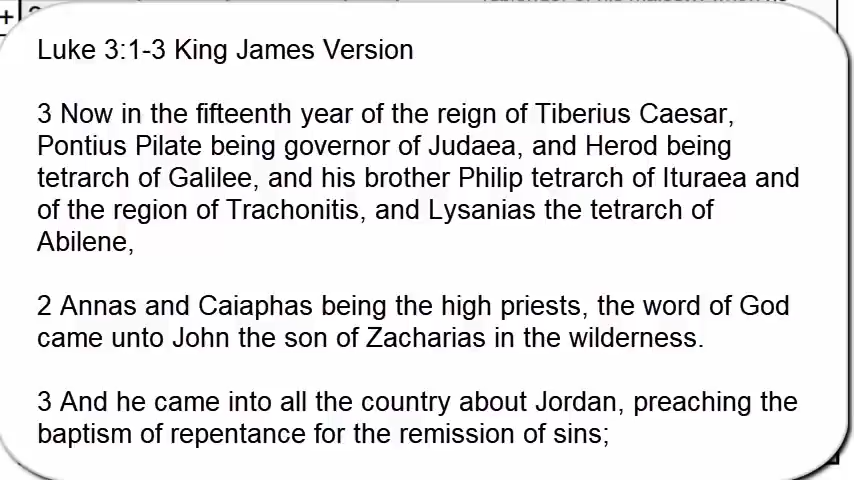 Luke 3:1-3 King James Version
3 Now in the fifteenth year of the reign of Tiberius Caesar,
Pontius Pilate being governor of Judaea, and Herod being
tetrarch of Galilee, and his brother Philip tetrarch of Ituraea and
of the region of Trachonitis, and Lysanias the tetrarch of
Abilene,
2 Annas and Caiaphas being the high priests, the word of God
came unto John the son of Zacharias in the wilderness.
3 And he came into all the country about Jordan, preaching the
baptism of repentance for the remission of sins;